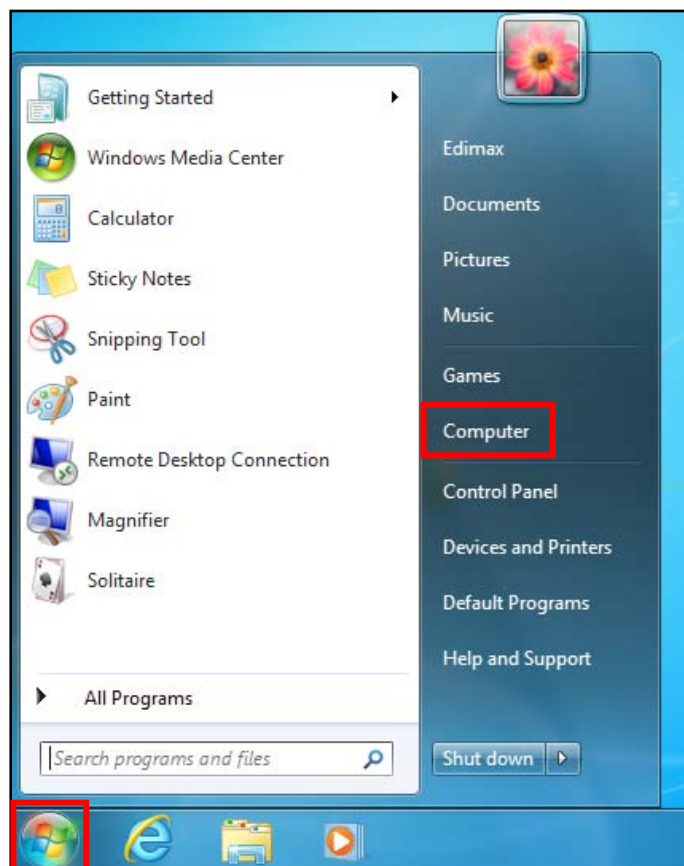 Getting Started
Windows Media Center
Calculator
Sticky Notes
Snipping Tool
Paint
Remote Desktop Connection
Magnifier
Solitaire
All Programs
Search programs and files
Edimax
Documents
Pictures
Music
Games
Computer
Control Panel
Devices and Printers
Default Programs
Help and Support
Shut down